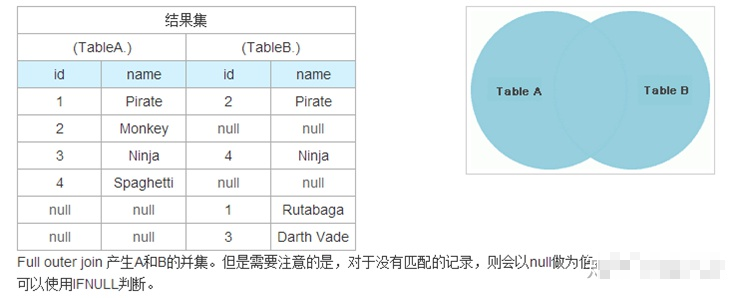 结果集
(TableA.) (TableB.)
id name id name
1 Pirate 2 Pirate
2 Monkey null null
3 Ninja 4 Ninja
4 Spaghetti null null
null null 1 Rutabaga
null null 3 Darth Vade
Table A Table B
Full outer join 产生A和B的并集。但是需要注意的是，对于没有匹配的记录，则会以null做为值
可以使用IFNULL判断。